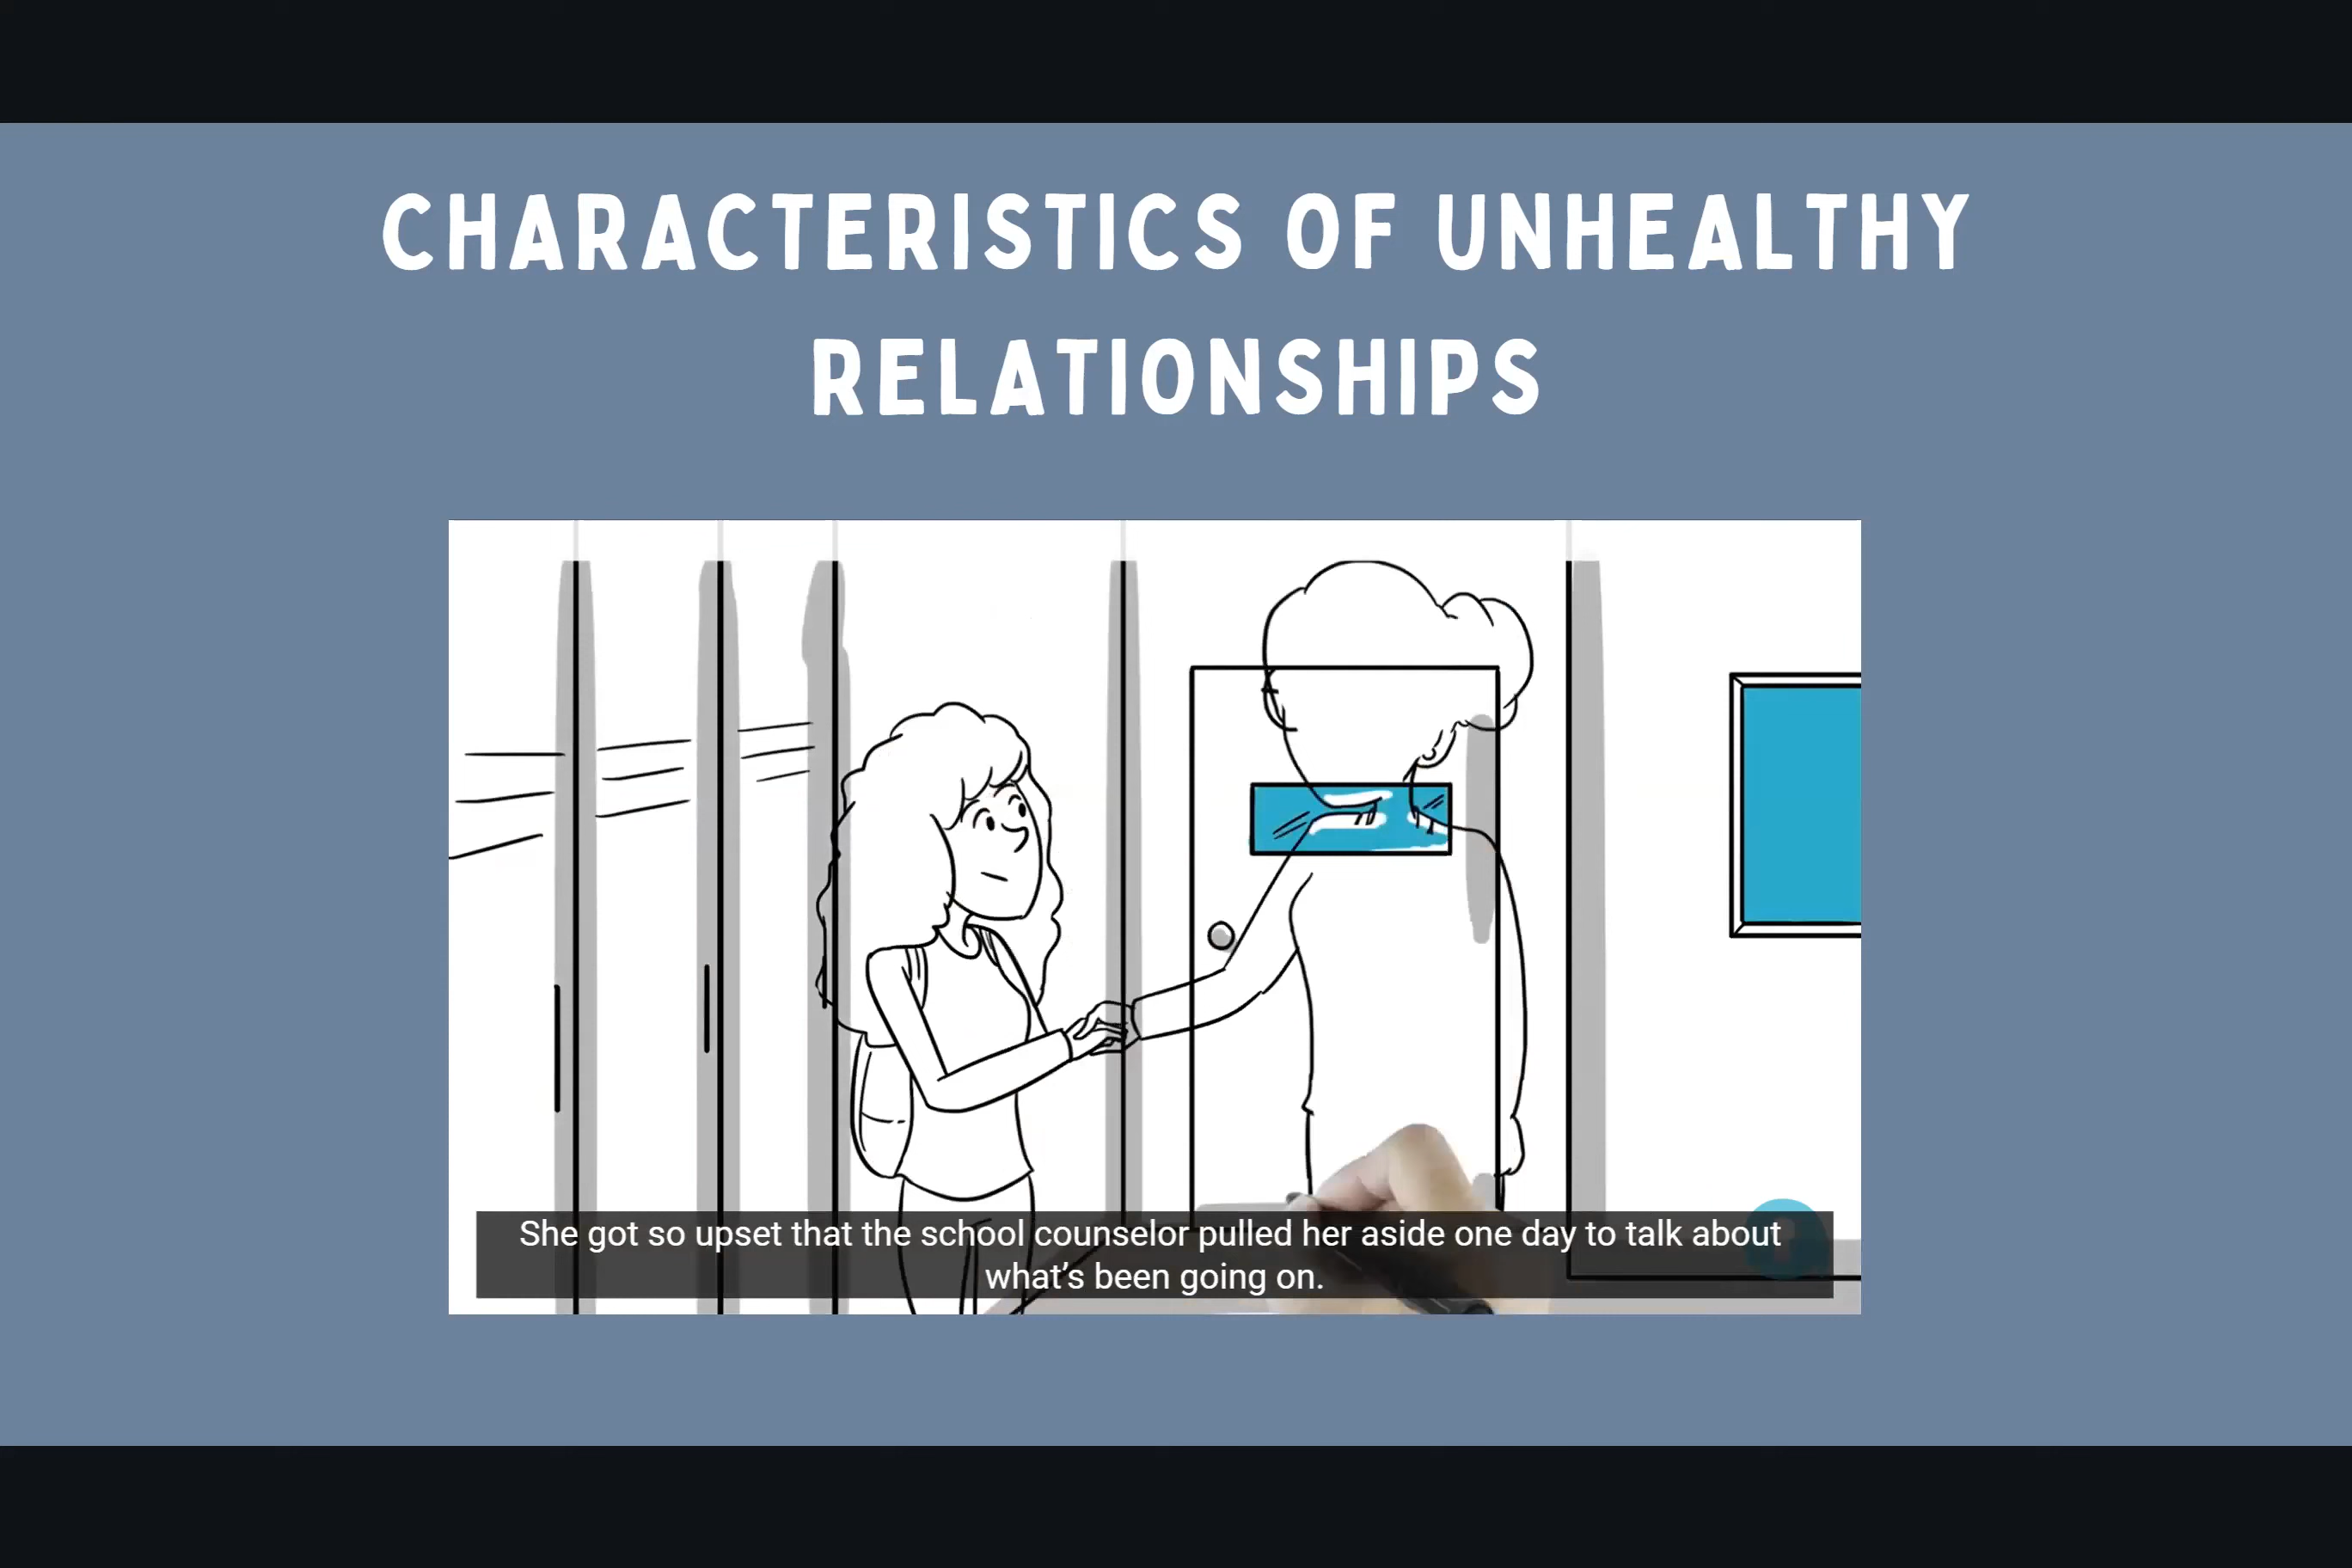 CHARACTERISTICS OF UNHEALTHY
RELATIONSHIPS
She got so upset that the school counselor pulled her aside one day to talk about
what’s been going on.